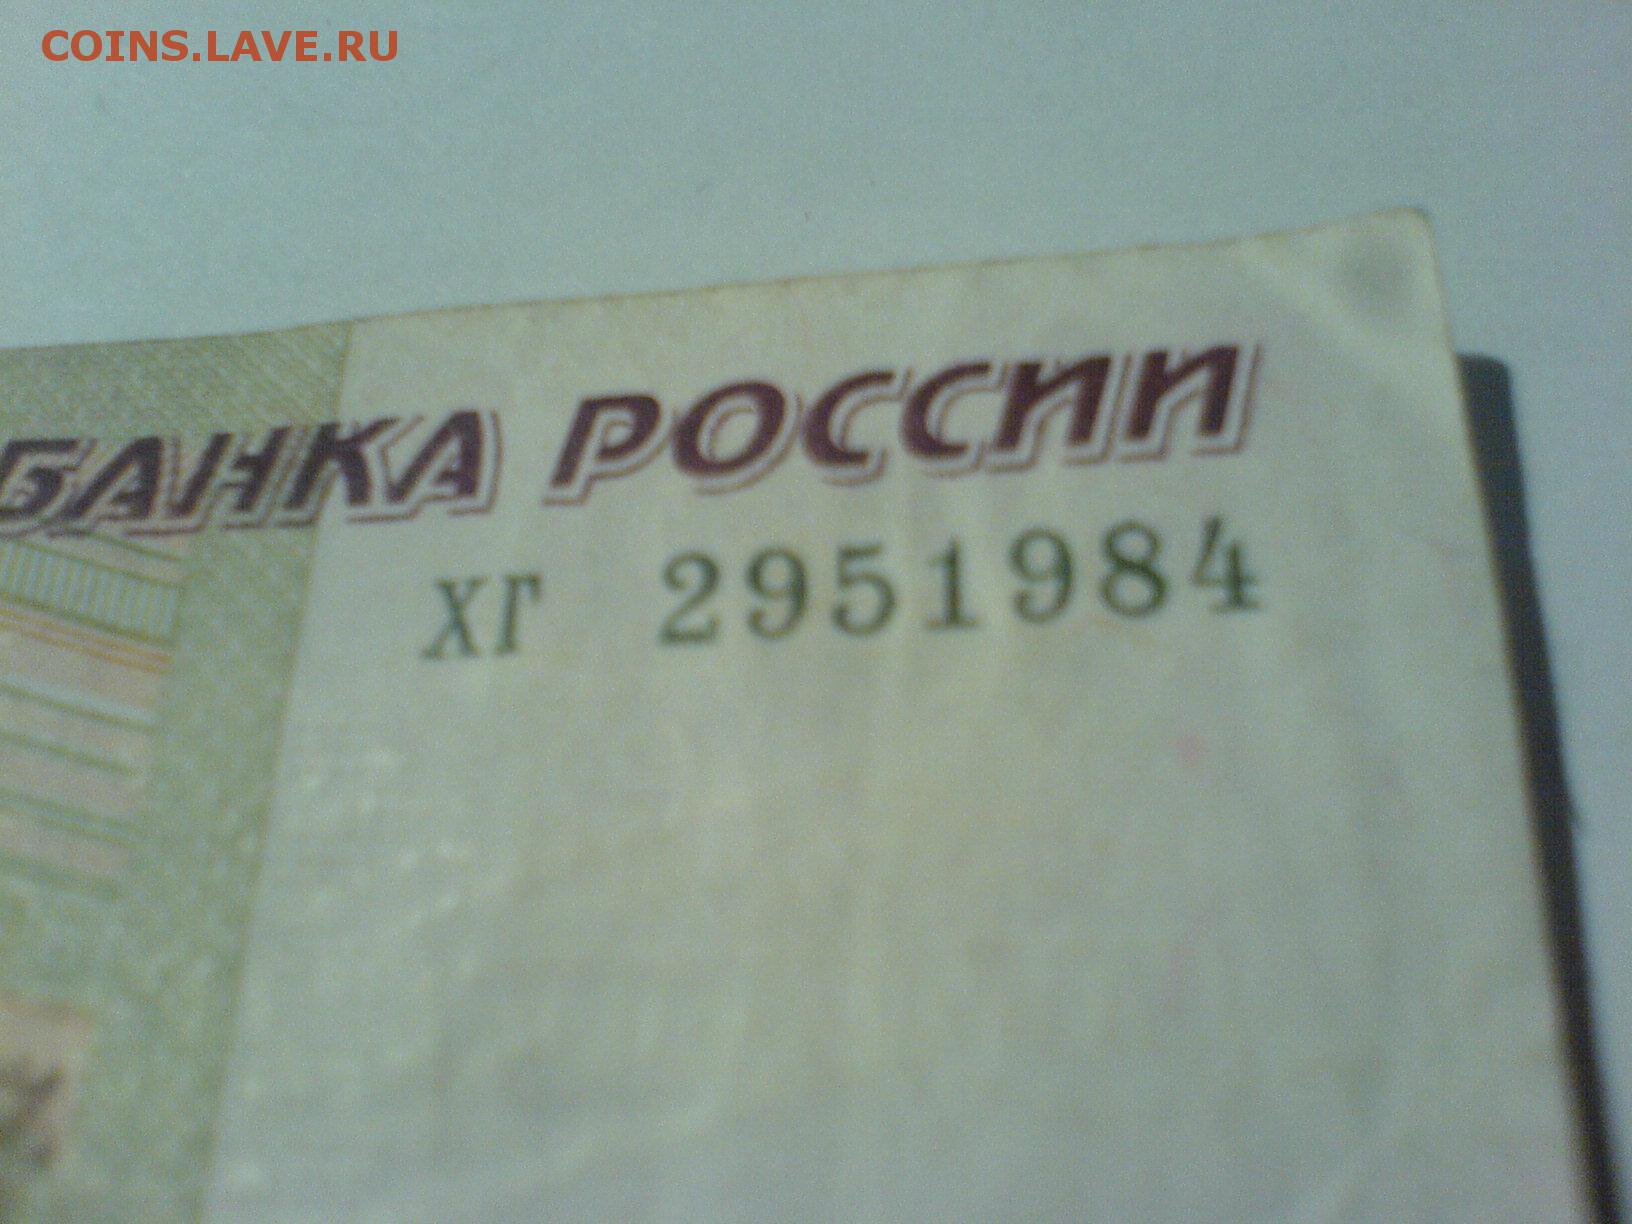 COINS.LAVE.RU
БАНКА РОССИИ
ХГ 2951984